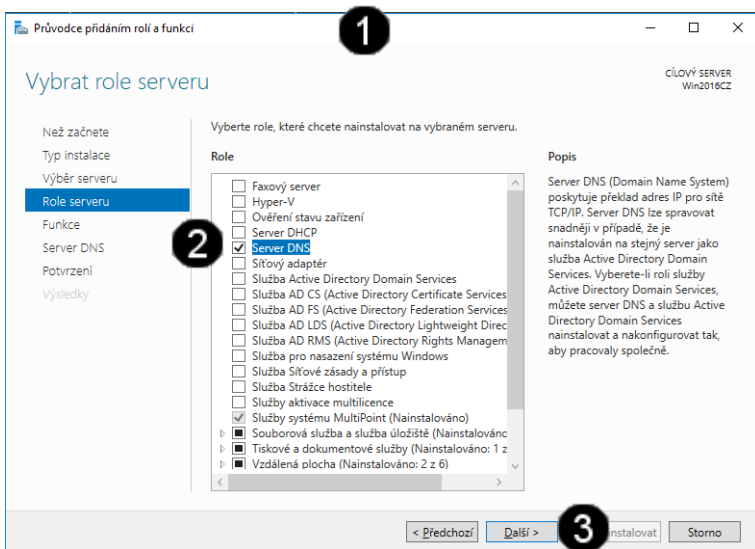 Průvodce přidáním rolí a funkcí
1
Vybrat role serveru
CÍLOVÝ SERVER
Win2016CZ
Než začnete
Typ instalace
Výběr serveru
Role serveru
Funkce
Server DNS
Potvrzení
Výsledky
Vyberte role, které chcete nainstalovat na vybraném serveru.
Role
Faxový server
Hyper-V
Ověření stavu zařízení
Server DHCP
2
Server DNS
Síťový adaptér
Služba Active Directory Domain Services
Služba AD CS (Active Directory Certificate Services
Služba AD FS (Active Directory Federation Services
Služba AD LDS (Active Directory Lightweight Direc
Služba AD RMS (Active Directory Rights Managem
Služba pro nasazení systému Windows
Služba Síťové zásady a přístup
Služba Strážce hostitele
Služby aktivace multilicence
Služby systému MultiPoint (Nainstalováno)
Souborová služba a služba úložiště (Nainstalováno
Tiskové a dokumentové služby (Nainstalováno: 1 z
Vzdálená plocha (Nainstalováno: 2 z 6)
Popis
Server DNS (Domain Name System)
poskytuje překlad adres IP pro sítě
TCP/IP. Server DNS lze spravovat
snadněji v případě, že je
nainstalován na stejný server jako
služba Active Directory Domain
Services. Vyberete-li roli služby
Active Directory Domain Services,
můžete server DNS a službu Active
Directory Domain Services
nainstalovat a nakonfigurovat tak,
aby pracovaly společně.
< Předchozí
Další >
3
nstalovat
Storno